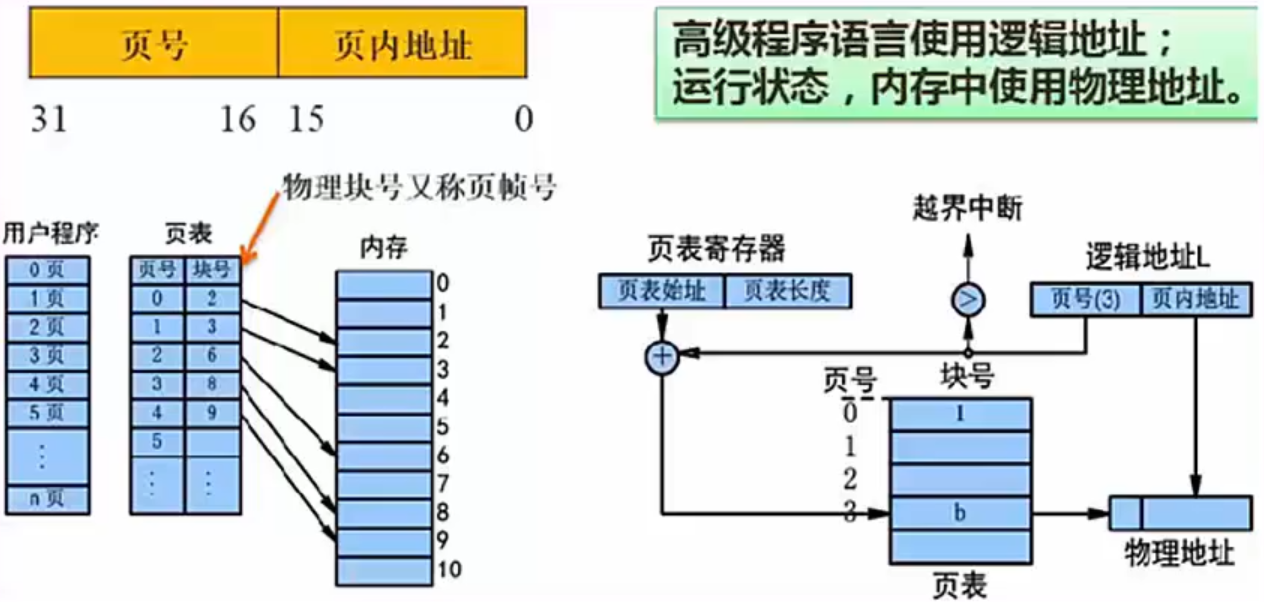 页号 页内地址
31 16 15 0
高级程序语言使用逻辑地址；
运行状态，内存中使用物理地址。
物理块号又称页帧号
用户程序
0 页
1 页
2 页
3 页
4 页
5 页
⋮
n 页
页表
页号 块号
0 2
1 3
2 6
3 8
4 9
5
⋮ ⋮
内存
0
1
2
3
4
5
6
7
8
9
10
越界中断
页表寄存器
页表始址 页表长度
>
逻辑地址L
页号(3) 页内地址
+
页号 块号
0 1
1
2
3 b
页表
物理地址